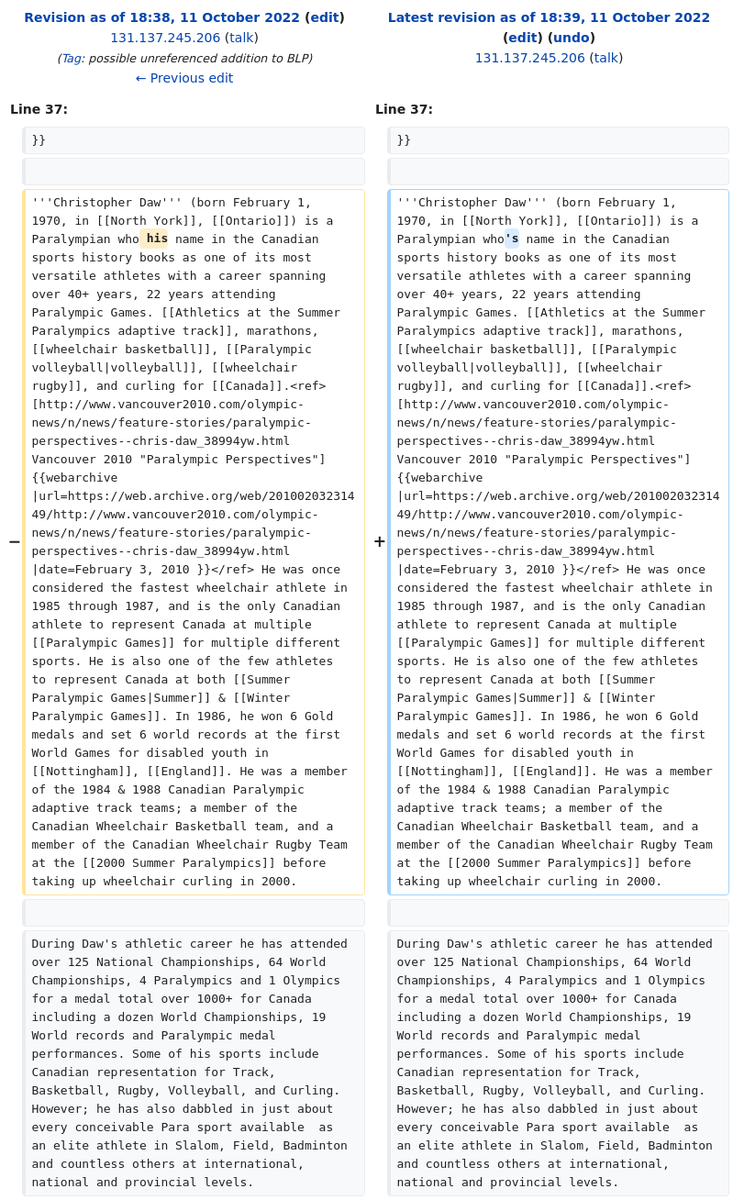 Revision as of 18:38, 11 October 2022 (edit)
131.137.245.206 (talk)
(Tag: possible unreferenced addition to BLP)
← Previous edit
Latest revision as of 18:39, 11 October 2022
(edit) (undo)
131.137.245.206 (talk)
Line 37:
Line 37:
}}
}}
−
'''Christopher Daw''' (born February 1,
1970, in [[North York]], [[Ontario]]) is a
Paralympian who his name in the Canadian
sports history books as one of its most
versatile athletes with a career spanning
over 40+ years, 22 years attending
Paralympic Games. [[Athletics at the Summer
Paralympics adaptive track]], marathons,
[[wheelchair basketball]], [[Paralympic
volleyball|volleyball]], [[wheelchair
rugby]], and curling for [[Canada]].<ref>
[http://www.vancouver2010.com/olympic-
news/n/news/feature-stories/paralympic-
perspectives--chris-daw_38994yw.html
Vancouver 2010 "Paralympic Perspectives"]
{{webarchive
|url=https://web.archive.org/web/201002032314
49/http://www.vancouver2010.com/olympic-
news/n/news/feature-stories/paralympic-
perspectives--chris-daw_38994yw.html
|date=February 3, 2010 }}</ref> He was once
considered the fastest wheelchair athlete in
1985 through 1987, and is the only Canadian
athlete to represent Canada at multiple
[[Paralympic Games]] for multiple different
sports. He is also one of the few athletes
to represent Canada at both [[Summer
Paralympic Games|Summer]] & [[Winter
Paralympic Games]]. In 1986, he won 6 Gold
medals and set 6 world records at the first
World Games for disabled youth in
[[Nottingham]], [[England]]. He was a member
of the 1984 & 1988 Canadian Paralympic
adaptive track teams; a member of the
Canadian Wheelchair Basketball team, and a
member of the Canadian Wheelchair Rugby Team
at the [[2000 Summer Paralympics]] before
taking up wheelchair curling in 2000.
+
'''Christopher Daw''' (born February 1,
1970, in [[North York]], [[Ontario]]) is a
Paralympian who's name in the Canadian
sports history books as one of its most
versatile athletes with a career spanning
over 40+ years, 22 years attending
Paralympic Games. [[Athletics at the Summer
Paralympics adaptive track]], marathons,
[[wheelchair basketball]], [[Paralympic
volleyball|volleyball]], [[wheelchair
rugby]], and curling for [[Canada]].<ref>
[http://www.vancouver2010.com/olympic-
news/n/news/feature-stories/paralympic-
perspectives--chris-daw_38994yw.html
Vancouver 2010 "Paralympic Perspectives"]
{{webarchive
|url=https://web.archive.org/web/201002032314
49/http://www.vancouver2010.com/olympic-
news/n/news/feature-stories/paralympic-
perspectives--chris-daw_38994yw.html
|date=February 3, 2010 }}</ref> He was once
considered the fastest wheelchair athlete in
1985 through 1987, and is the only Canadian
athlete to represent Canada at multiple
[[Paralympic Games]] for multiple different
sports. He is also one of the few athletes
to represent Canada at both [[Summer
Paralympic Games|Summer]] & [[Winter
Paralympic Games]]. In 1986, he won 6 Gold
medals and set 6 world records at the first
World Games for disabled youth in
[[Nottingham]], [[England]]. He was a member
of the 1984 & 1988 Canadian Paralympic
adaptive track teams; a member of the
Canadian Wheelchair Basketball team, and a
member of the Canadian Wheelchair Rugby Team
at the [[2000 Summer Paralympics]] before
taking up wheelchair curling in 2000.
During Daw's athletic career he has attended
over 125 National Championships, 64 World
Championships, 4 Paralympics and 1 Olympics
for a medal total over 1000+ for Canada
including a dozen World Championships, 19
World records and Paralympic medal
performances. Some of his sports include
Canadian representation for Track,
Basketball, Rugby, Volleyball, and Curling.
However; he has also dabbled in just about
every conceivable Para sport available  as
an elite athlete in Slalom, Field, Badminton
and countless others at international,
national and provincial levels.
During Daw's athletic career he has attended
over 125 National Championships, 64 World
Championships, 4 Paralympics and 1 Olympics
for a medal total over 1000+ for Canada
including a dozen World Championships, 19
World records and Paralympic medal
performances. Some of his sports include
Canadian representation for Track,
Basketball, Rugby, Volleyball, and Curling.
However; he has also dabbled in just about
every conceivable Para sport available  as
an elite athlete in Slalom, Field, Badminton
and countless others at international,
national and provincial levels.